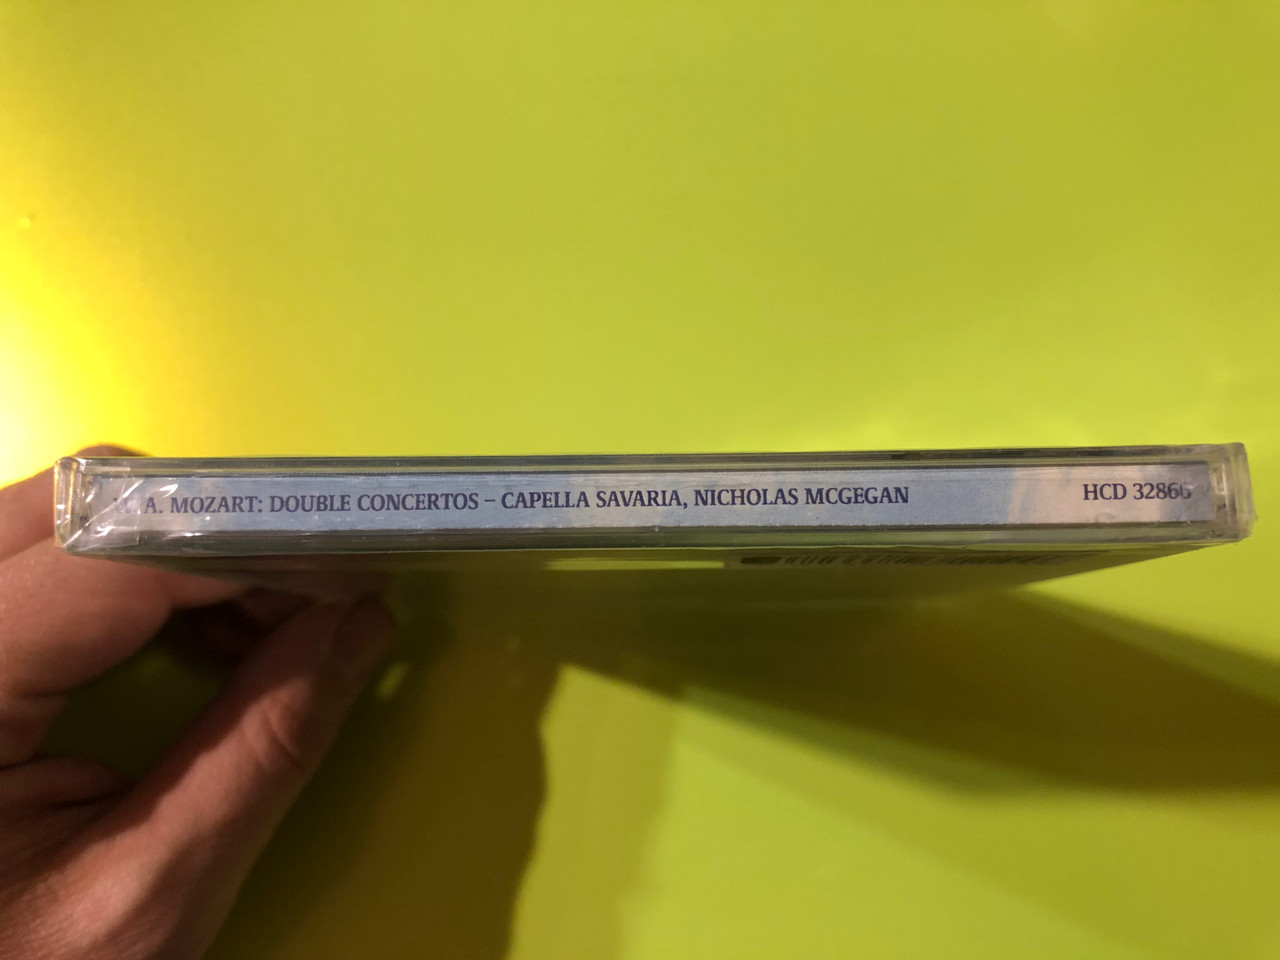 A. MOZART: DOUBLE CONCERTOS – CAPELLA SAVARIA, NICHOLAS MCGEGAN HCD 32866